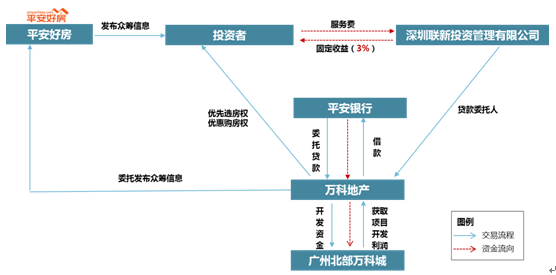 平安好房
发布众筹信息
投资者
服务费
固定收益（3%）
深圳联新投资管理有限公司
优先选房权
优惠购房权
平安银行
贷款委托人
委托贷款
借款
委托发布众筹信息
万科地产
开发资金
获取项目开发利润
广州北部万科城
图例
交易流程
资金流向